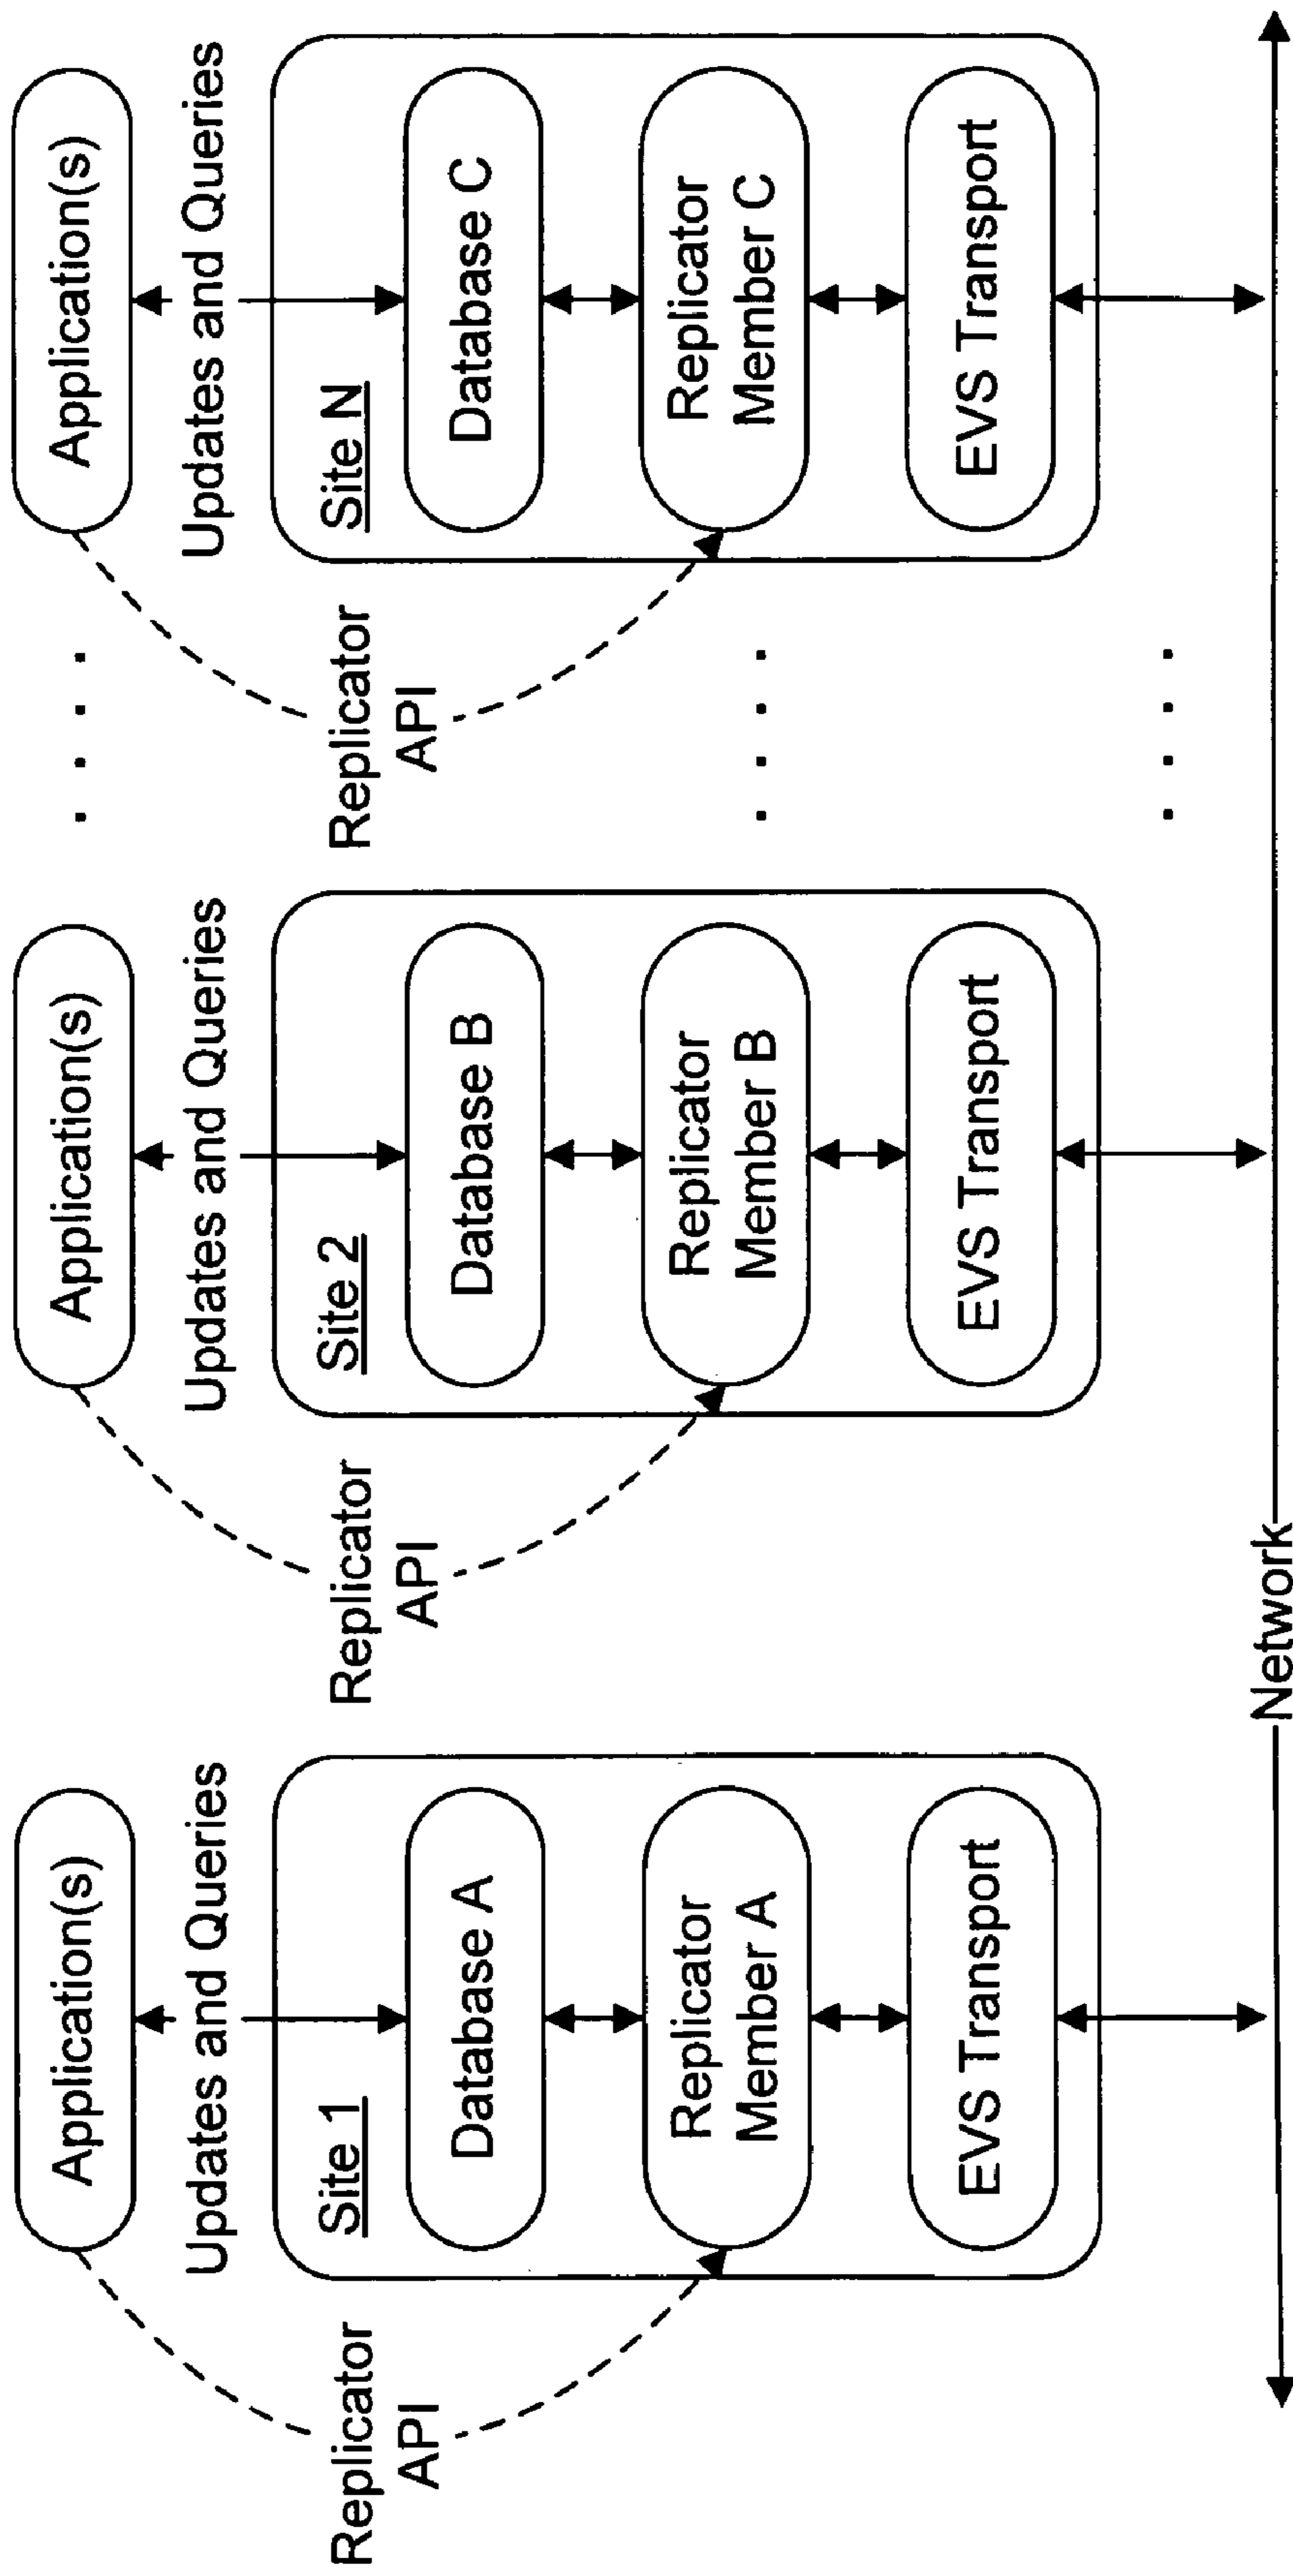 Application(s)
Application(s)
Application(s)
Updates and Queries
Updates and Queries
Updates and Queries
Replicator
API
Site 1
Replicator
API
Site 2
Replicator
API
Site N
Database A
Database B
Database C
Replicator
Member A
Replicator
Member B
Replicator
Member C
EVS Transport
EVS Transport
EVS Transport
Network